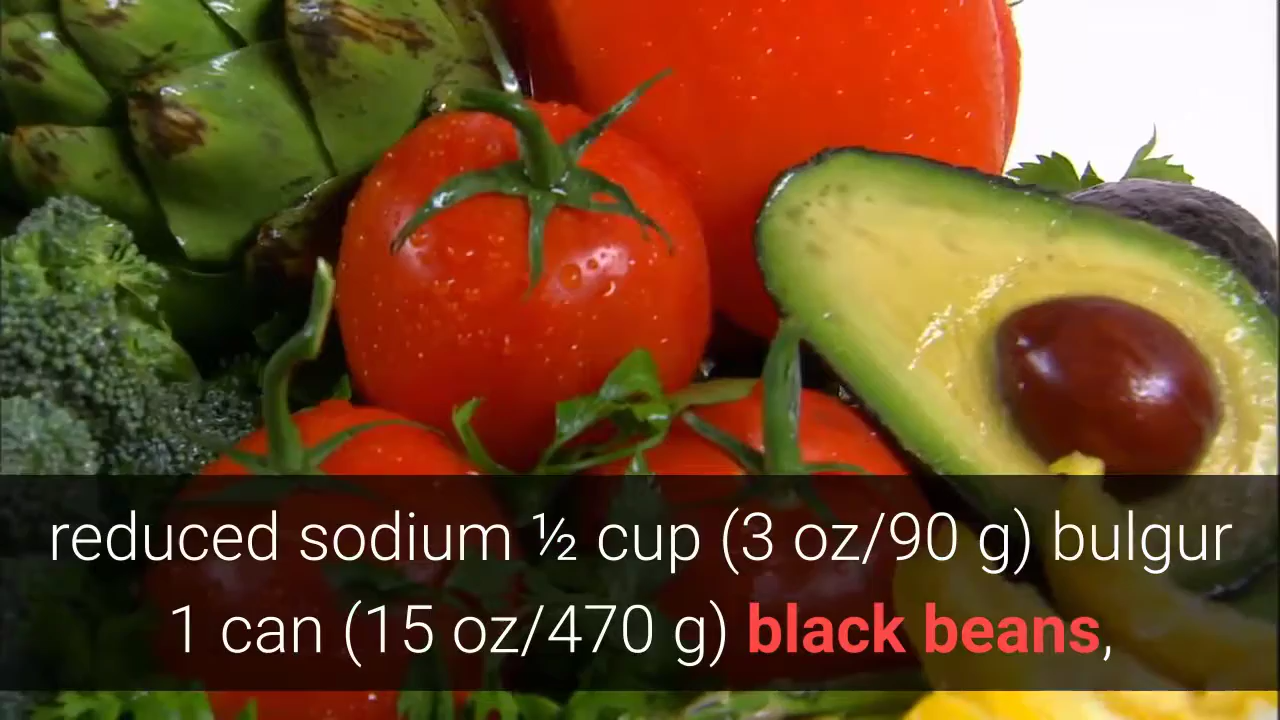 reduced sodium ½ cup (3 oz/90 g) bulgur
1 can (15 oz/470 g) black beans,